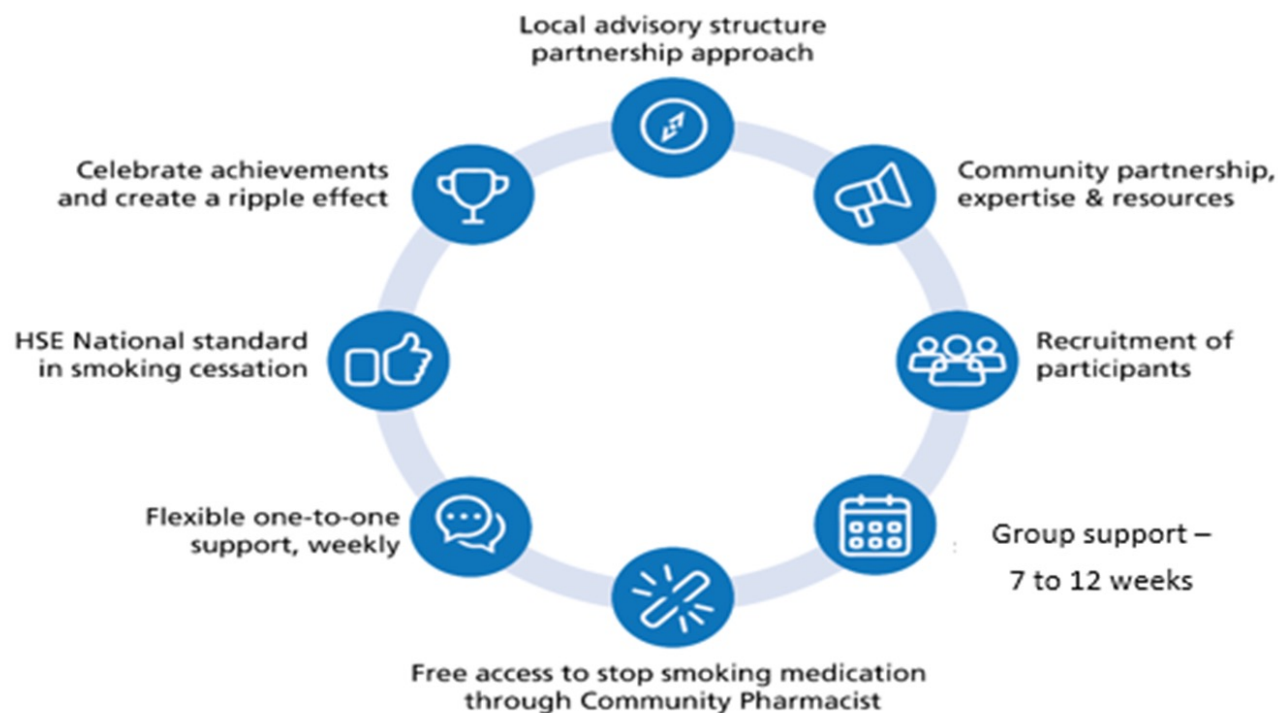 Local advisory structure
partnership approach
Community partnership,
expertise & resources
Recruitment of
participants
Group support –
7 to 12 weeks
Free access to stop smoking medication
through Community Pharmacist
Flexible one-to-one
support, weekly
HSE National standard
in smoking cessation
Celebrate achievements
and create a ripple effect